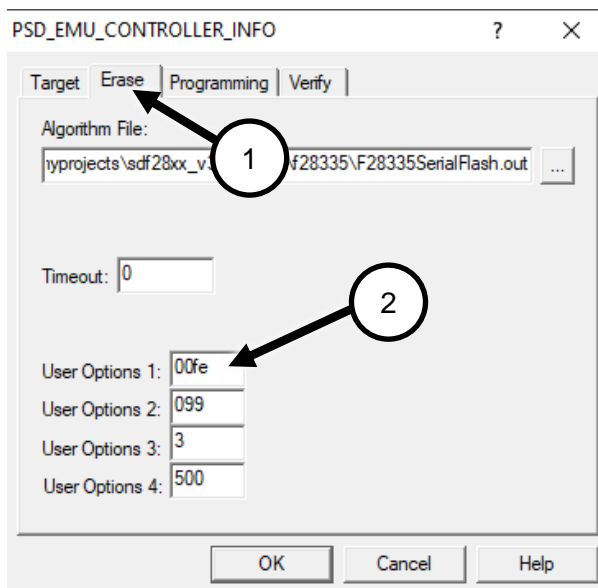 PSD_EMU_CONTROLLER_INFO ? ×
Target Erase Programming Verify
Algorithm File:
1
yprojects\sdf28xx_v3 f28335\F28335SerialFlash.out ...
Timeout: 0
2
User Options 1: 00fe
User Options 2: 099
User Options 3: 3
User Options 4: 500
OK Cancel Help